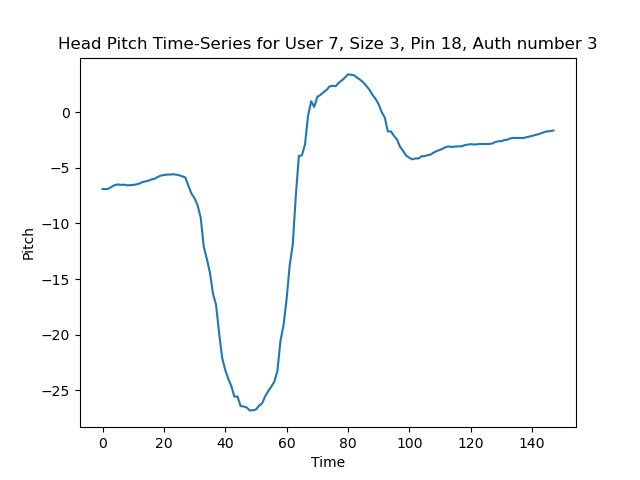 Head Pitch Time-Series for User 7, Size 3, Pin 18, Auth number 3
0
−5
−10
−15
−20
−25
Pitch
0 20 40 60 80 100 120 140
Time